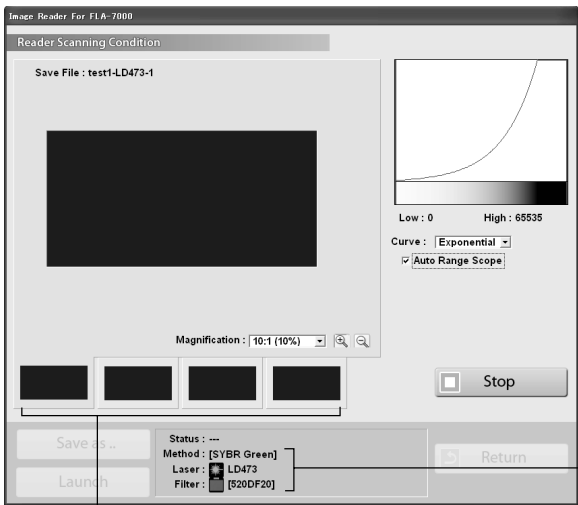 Image Reader For FLA-7000
Reader Scanning Condition
Save File : test1-LD473-1
Low : 0 High : 65535
Curve : Exponential
Auto Range Scope
Magnification : 10:1 (10%)
Stop
Save as ..
Launch
Status : ---
Method : [SYBR Green]
Laser : LD473
Filter : [520DF20]
Return